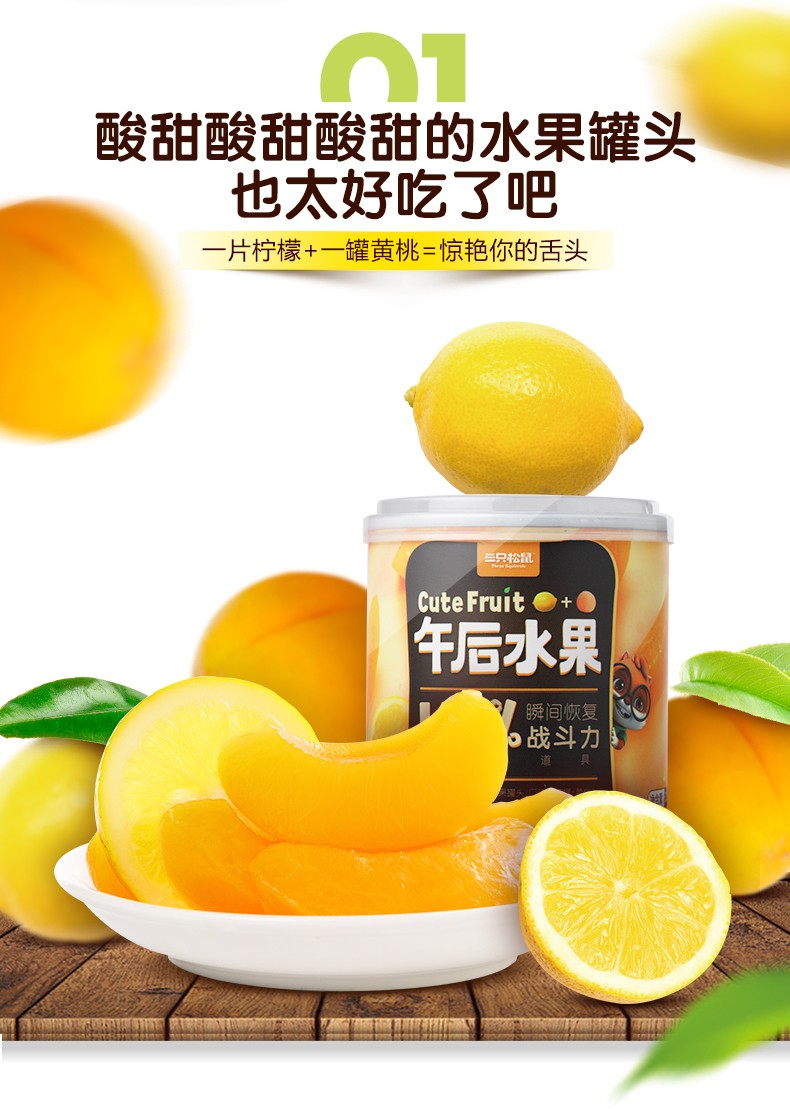 01
酸甜酸甜酸甜的水果罐头
也太好吃了吧
一片柠檬+一罐黄桃=惊艳你的舌头
三只松鼠
Three Squirrels
Cute Fruit +
午后水果
%
瞬间恢复
战斗力
道具